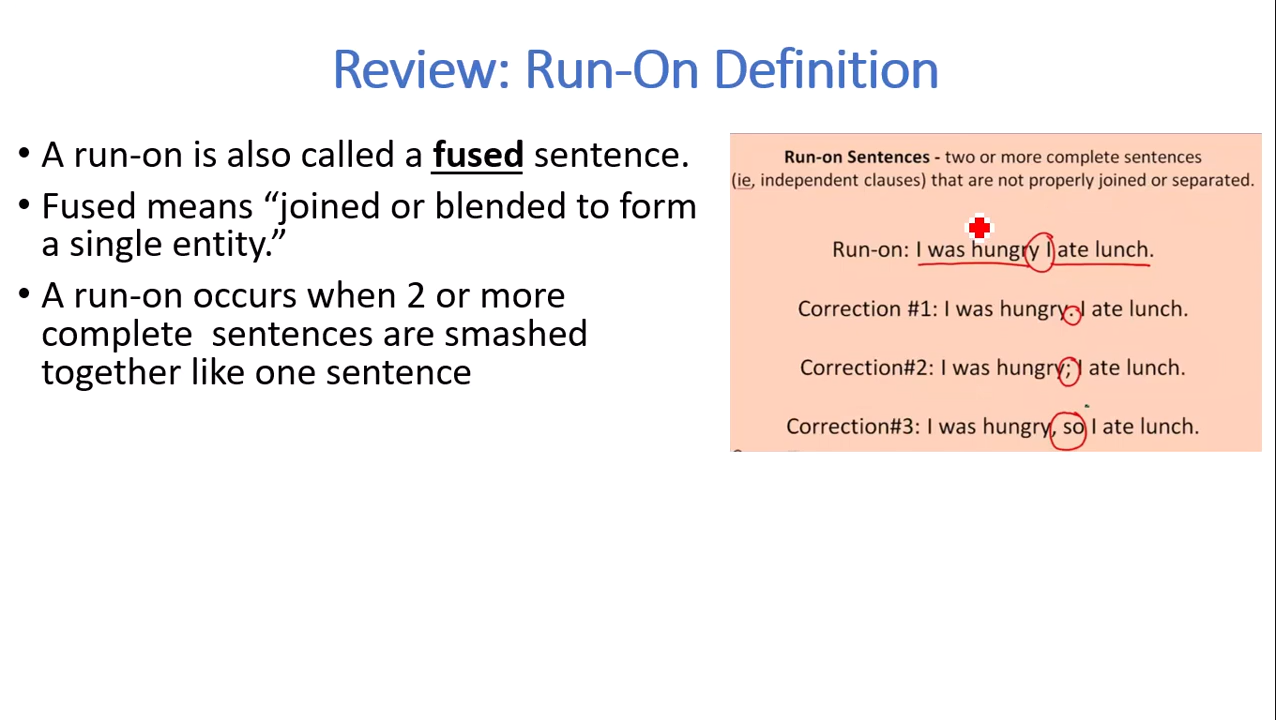 Review: Run-On Definition
• A run-on is also called a fused sentence.
• Fused means “joined or blended to form
a single entity.”
• A run-on occurs when 2 or more
complete  sentences are smashed
together like one sentence
Run-on Sentences - two or more complete sentences
(ie, independent clauses) that are not properly joined or separated.
Run-on: I was hungry I ate lunch.
Correction #1: I was hungry. I ate lunch.
Correction#2: I was hungry; I ate lunch.
Correction#3: I was hungry, so I ate lunch.